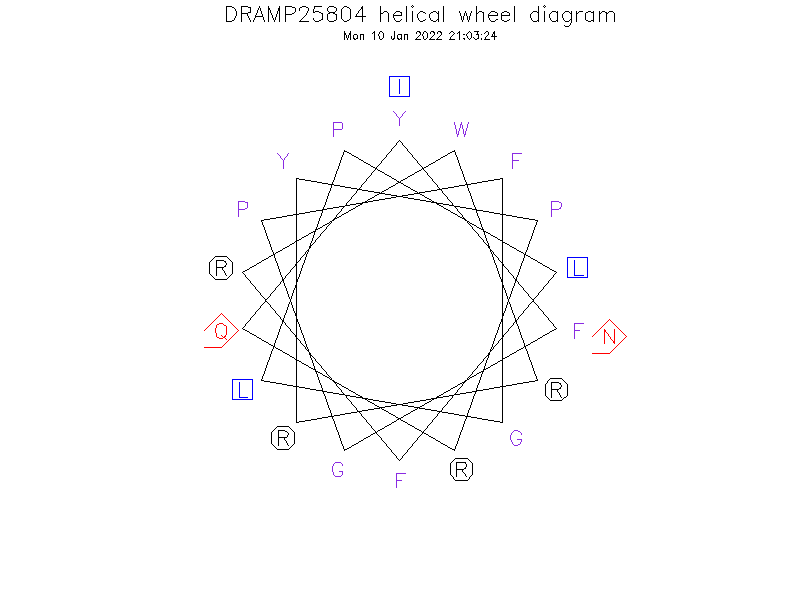 DRAMP25804 helical wheel diagram
Mon 10 Jan 2022 21:03:24
I
Y
P W
Y F
P P
R L
Q F N
L R
R G
G R
F